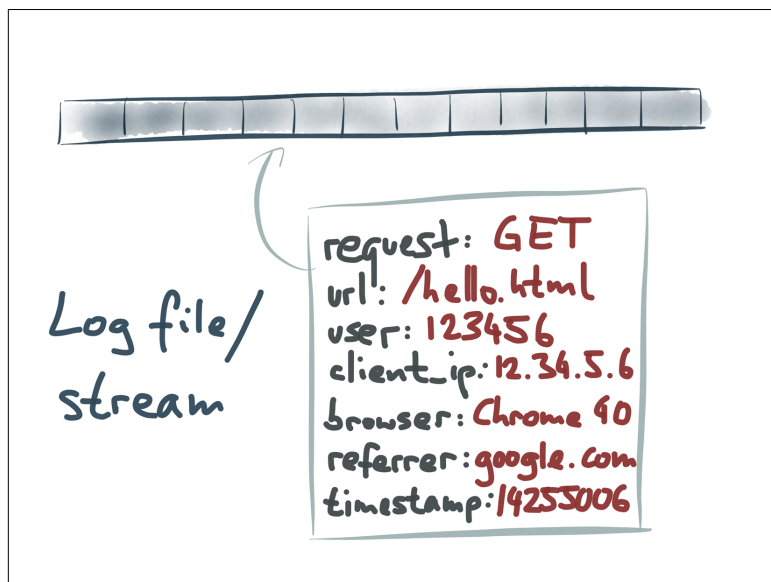 Log file/
stream
request: GET
url: /hello.html
user: 123456
client_ip: 12.34.5.6
browser: Chrome 40
referrer: google.com
timestamp: 14255006